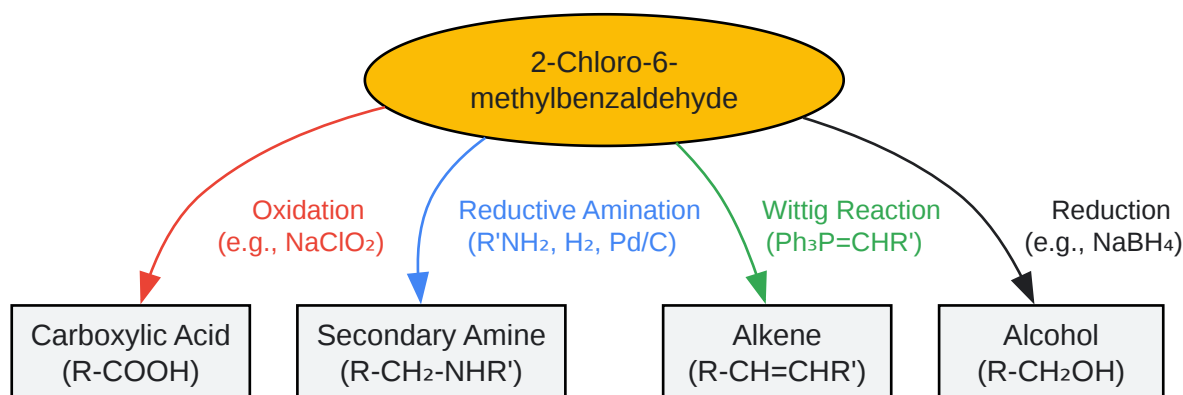 2-Chloro-6-
methylbenzaldehyde
Oxidation
(e.g., NaClO₂)
Reductive Amination
(R'NH₂, H₂, Pd/C)
Wittig Reaction
(Ph₃P=CHR')
Reduction
(e.g., NaBH₄)
Carboxylic Acid
(R-COOH)
Secondary Amine
(R-CH₂-NHR')
Alkene
(R-CH=CHR')
Alcohol
(R-CH₂OH)